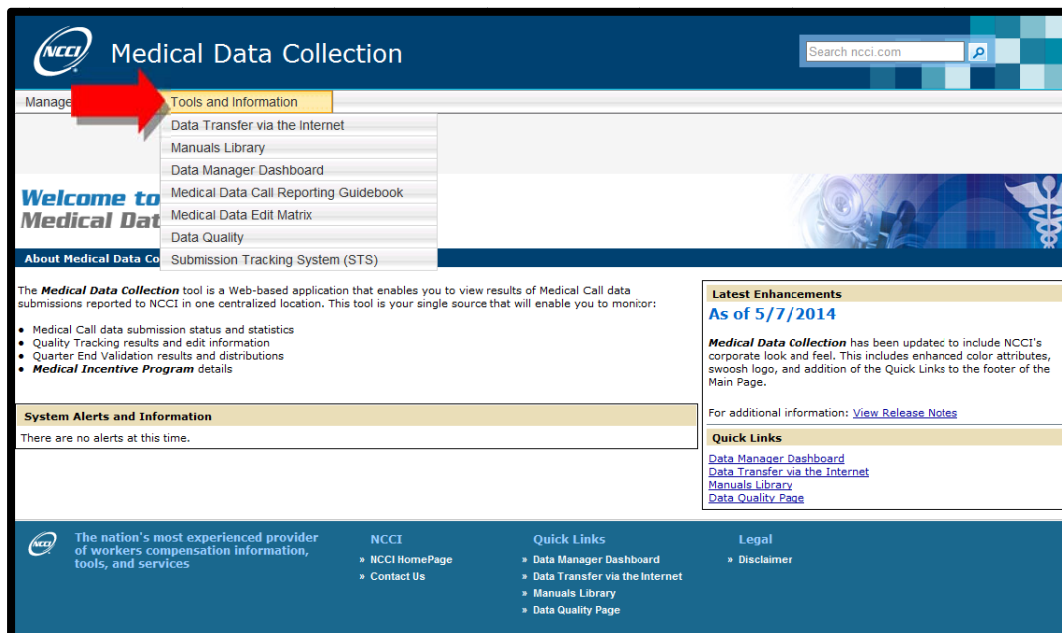 NCCI
Medical Data Collection
Search ncci.com
Manage
Tools and Information
Data Transfer via the Internet
Manuals Library
Data Manager Dashboard
Medical Data Call Reporting Guidebook
Medical Data Edit Matrix
Data Quality
Submission Tracking System (STS)
Welcome to
Medical Dat
About Medical Data Co
The Medical Data Collection tool is a Web-based application that enables you to view results of Medical Call data
submissions reported to NCCI in one centralized location. This tool is your single source that will enable you to monitor:
● Medical Call data submission status and statistics
● Quality Tracking results and edit information
● Quarter End Validation results and distributions
● Medical Incentive Program details
System Alerts and Information
There are no alerts at this time.
Latest Enhancements
As of 5/7/2014
Medical Data Collection has been updated to include NCCI's
corporate look and feel. This includes enhanced color attributes,
swoosh logo, and addition of the Quick Links to the footer of the
Main Page.
For additional information: View Release Notes
Quick Links
Data Manager Dashboard
Data Transfer via the Internet
Manuals Library
Data Quality Page
NCCI
The nation's most experienced provider
of workers compensation information,
tools, and services
NCCI
» NCCI HomePage
» Contact Us
Quick Links
» Data Manager Dashboard
» Data Transfer via the Internet
» Manuals Library
» Data Quality Page
Legal
» Disclaimer